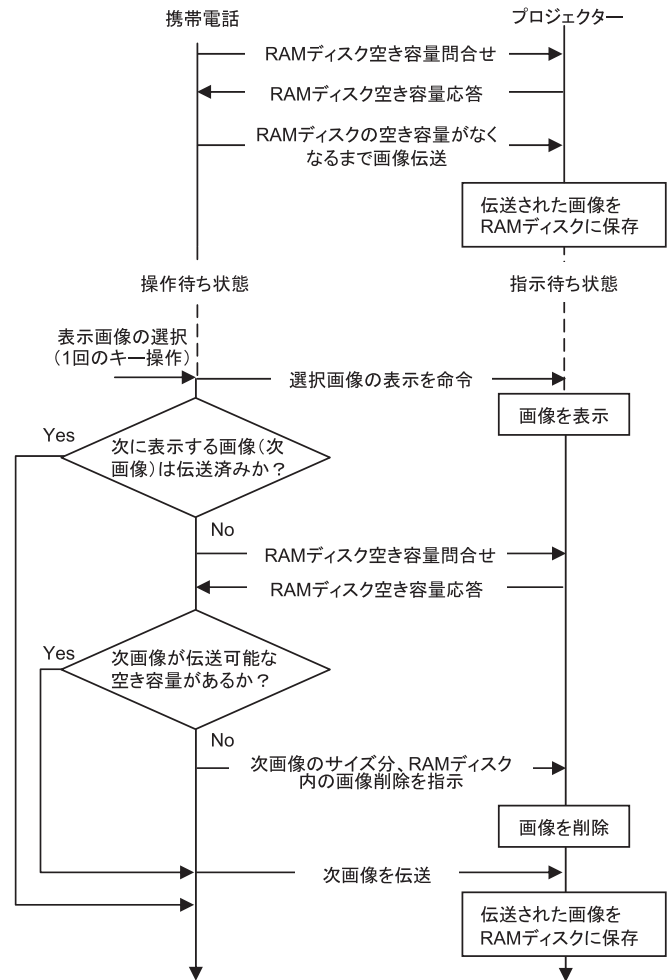 携帯電話
プロジェクター
RAMディスク空き容量問合せ
RAMディスク空き容量応答
RAMディスクの空き容量がなく
なるまで画像伝送
伝送された画像を
RAMディスクに保存
操作待ち状態
指示待ち状態
表示画像の選択
（1回のキー操作）
選択画像の表示を命令
画像を表示
Yes
次に表示する画像（次
画像）は伝送済みか？
No
RAMディスク空き容量問合せ
RAMディスク空き容量応答
Yes
次画像が伝送可能な
空き容量があるか？
No
次画像のサイズ分、RAMディスク
内の画像削除を指示
画像を削除
次画像を伝送
伝送された画像を
RAMディスクに保存